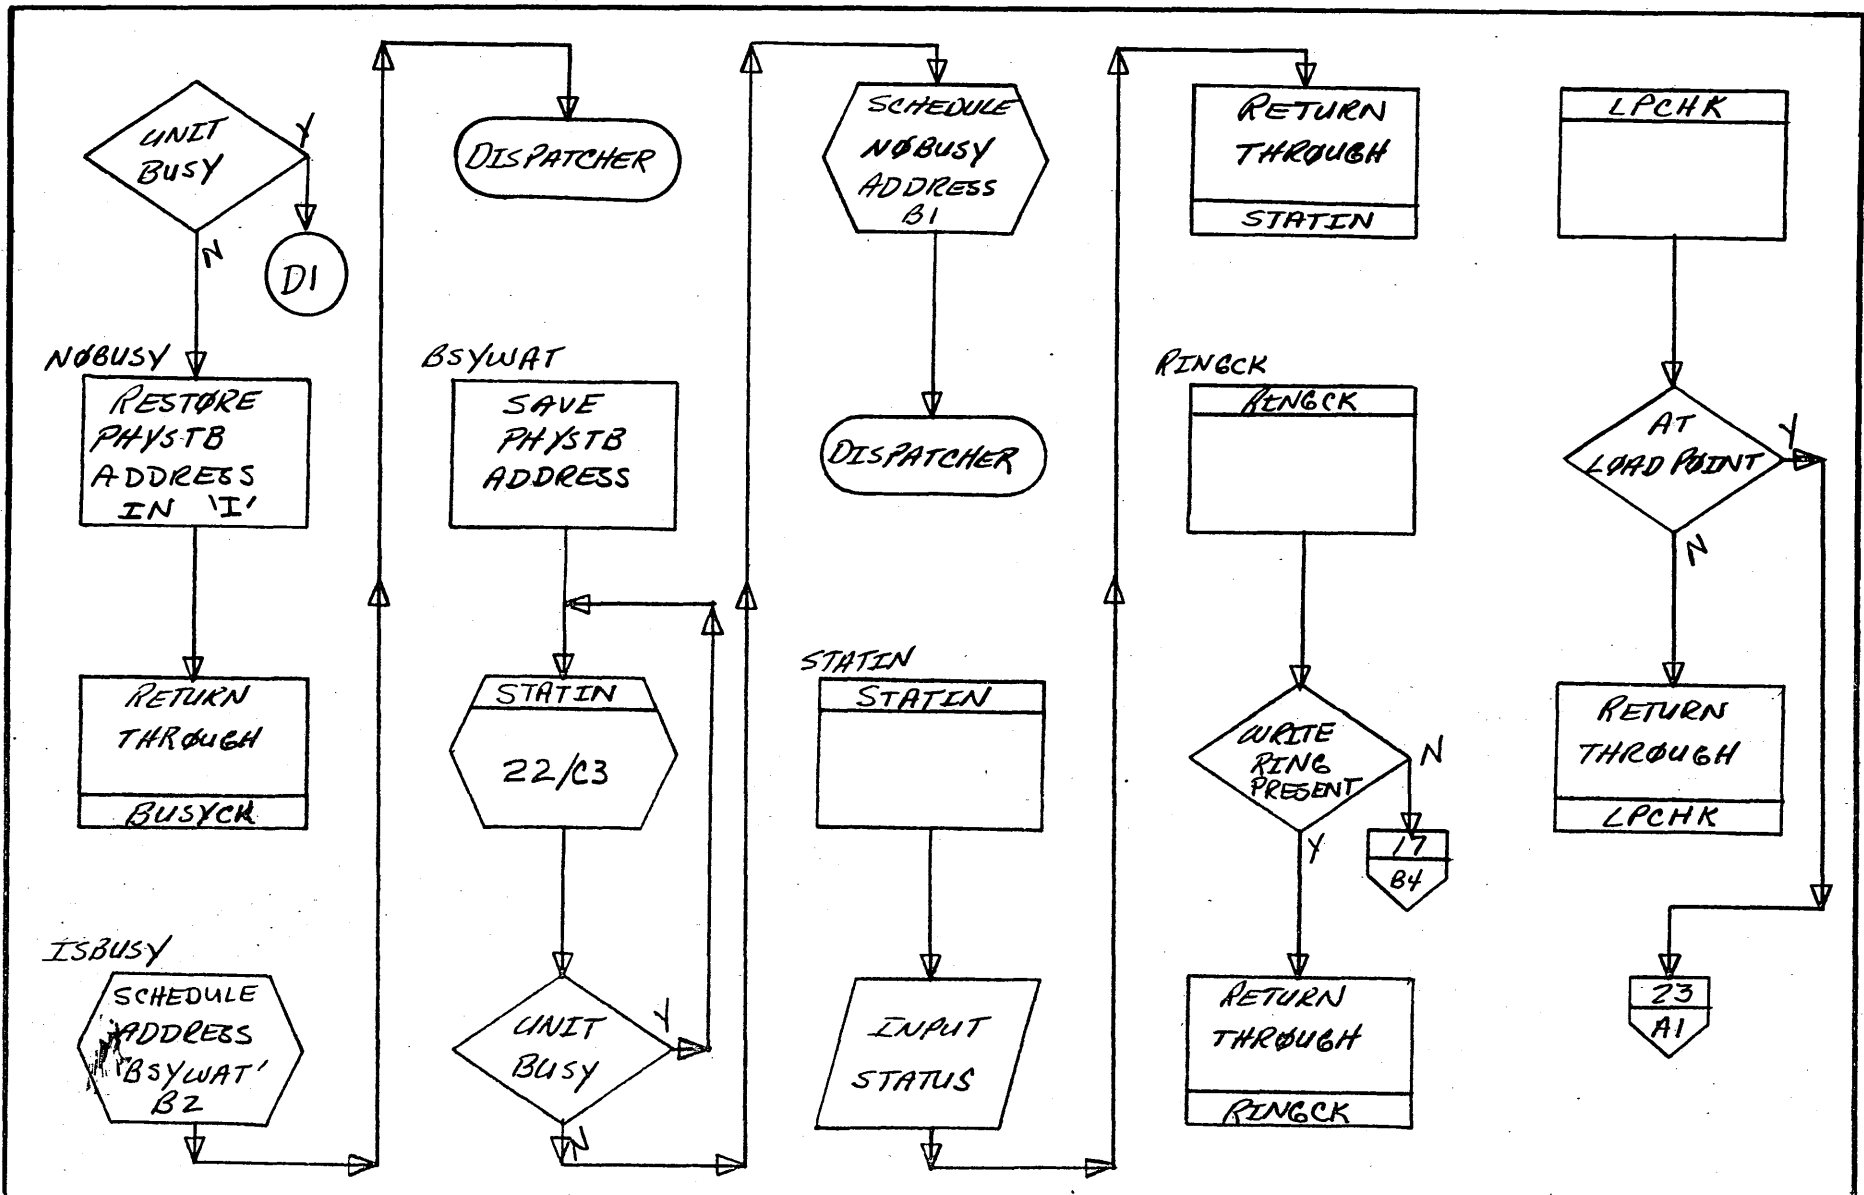 UNIT
BUSY
Y
N
D1
NØBUSY
RESTØRE
PHYSTB
ADDRESS
IN 'I'
RETURN
THRØUGH
BUSYCK
ISBUSY
SCHEDULE
ADDRESS
'BSYWAT'
B2
DISPATCHER
BSYWAT
SAVE
PHYSTB
ADDRESS
STATIN
22/C3
UNIT
BUSY
Y
N
SCHEDULE
NØBUSY
ADDRESS
B1
DISPATCHER
STATIN
STATIN
INPUT
STATUS
RETURN
THRØUGH
STATIN
RINGCK
RINGCK
WRITE
RING
PRESENT
N
Y
17
B4
RETURN
THRØUGH
RINGCK
LPCHK
AT
LØAD PØINT
Y
N
RETURN
THRØUGH
LPCHK
23
A1